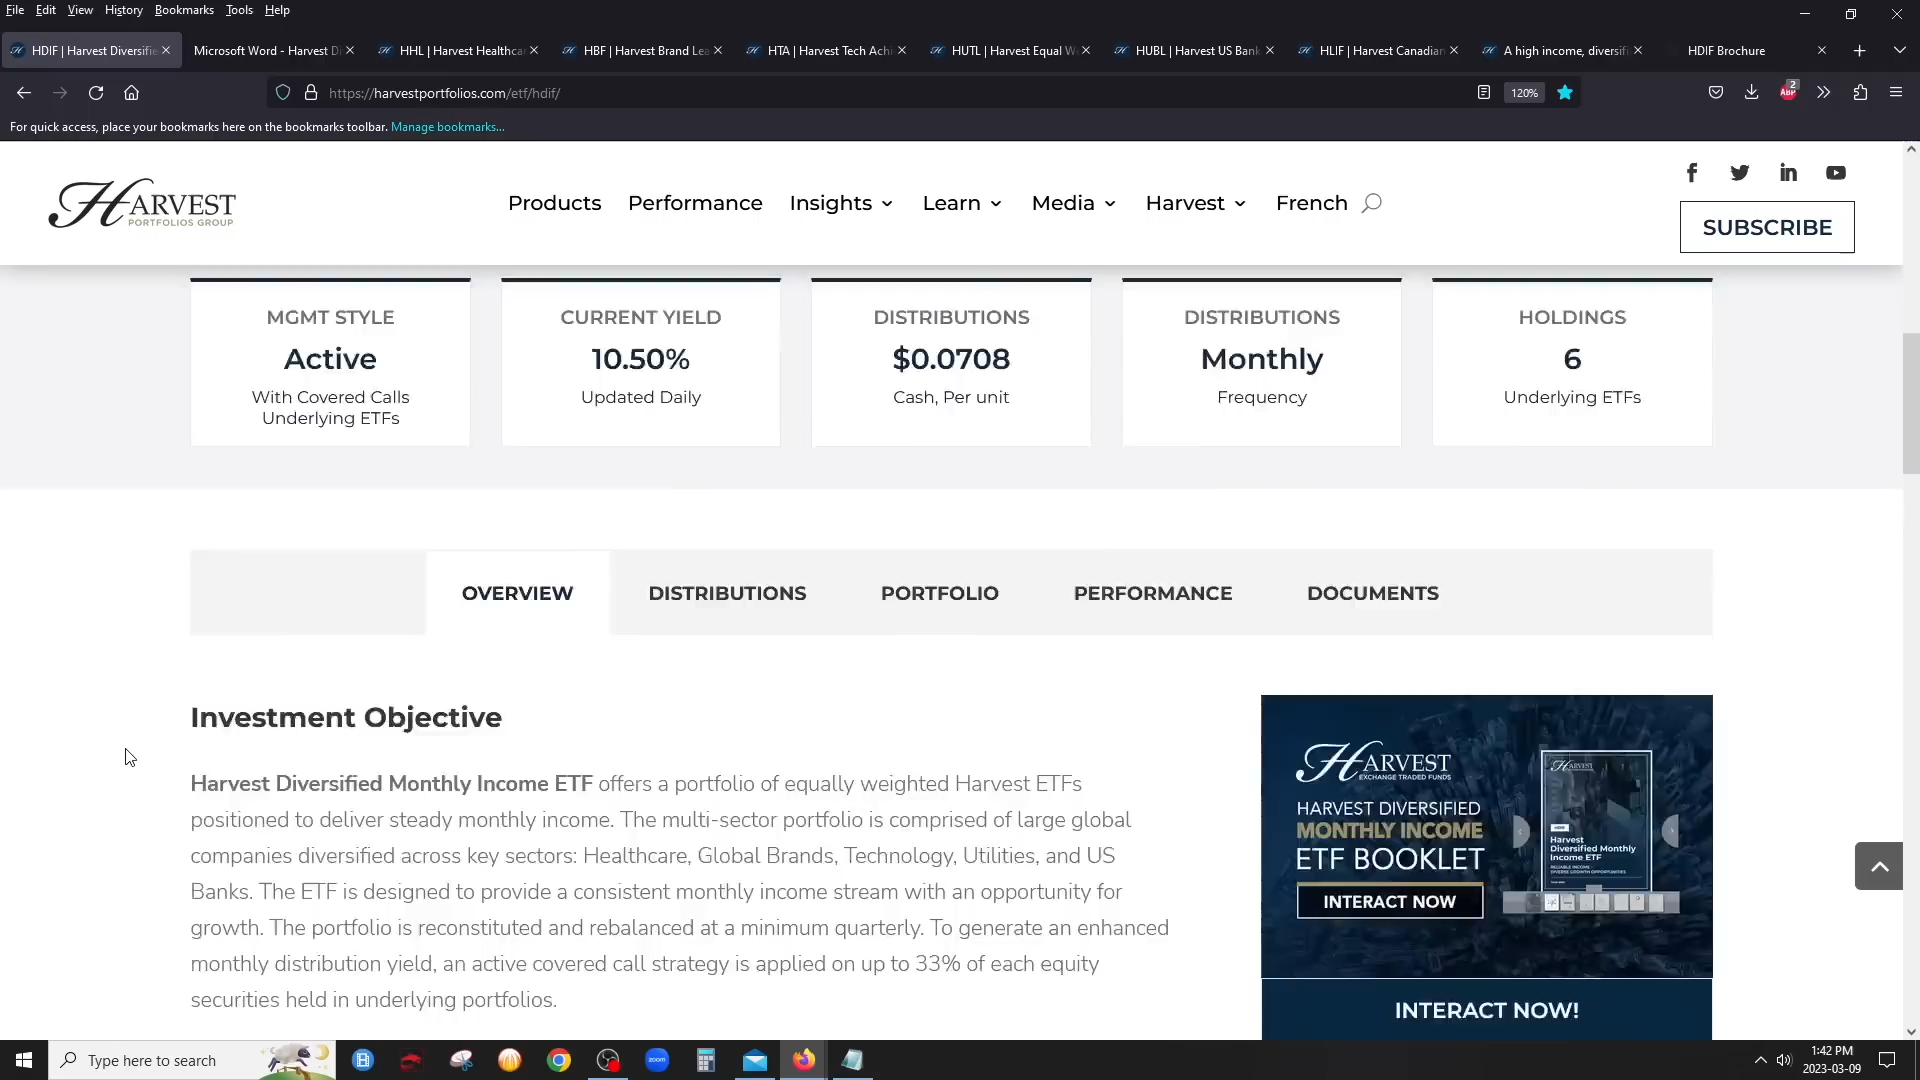 File Edit View History Bookmarks Tools Help
HDIF | Harvest Diversifie
Microsoft Word - Harvest D
HHL | Harvest Healthca
HBF | Harvest Brand Le
HTA | Harvest Tech Achi
HUTL | Harvest Equal W
HUBL | Harvest US Bank
HLIF | Harvest Canadian
A high income, diversifi
HDIF Brochure
https://harvestportfolios.com/etf/hdif/
120%
ABP
2
For quick access, place your bookmarks here on the bookmarks toolbar. Manage bookmarks...
HARVEST
PORTFOLIOS GROUP
Products Performance Insights Learn Media Harvest French
SUBSCRIBE
MGMT STYLE
Active
With Covered Calls
Underlying ETFs
CURRENT YIELD
10.50%
Updated Daily
DISTRIBUTIONS
$0.0708
Cash, Per unit
DISTRIBUTIONS
Monthly
Frequency
HOLDINGS
6
Underlying ETFs
OVERVIEW DISTRIBUTIONS PORTFOLIO PERFORMANCE DOCUMENTS
Investment Objective
Harvest Diversified Monthly Income ETF offers a portfolio of equally weighted Harvest ETFs
positioned to deliver steady monthly income. The multi-sector portfolio is comprised of large global
companies diversified across key sectors: Healthcare, Global Brands, Technology, Utilities, and US
Banks. The ETF is designed to provide a consistent monthly income stream with an opportunity for
growth. The portfolio is reconstituted and rebalanced at a minimum quarterly. To generate an enhanced
monthly distribution yield, an active covered call strategy is applied on up to 33% of each equity
securities held in underlying portfolios.
HARVEST
EXCHANGE TRADED FUNDS
HARVEST DIVERSIFIED
MONTHLY INCOME
ETF BOOKLET
INTERACT NOW
HARVEST
Harvest
Diversified Monthly
Income ETF
INTERACT NOW!
Type here to search
zoom
1:42 PM
2023-03-09